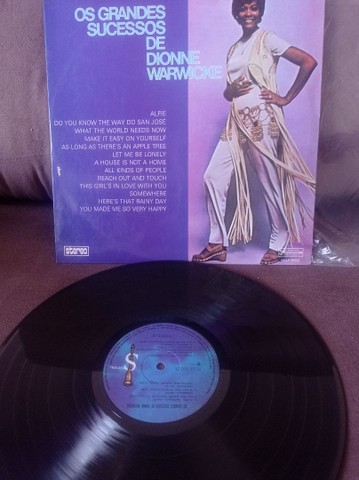 OS GRANDES
SUCESSOS
DE
DIONNE
WARWICKE
ALFIE
DO YOU KNOW THE WAY DO SAN JOSÉ
WHAT THE WORLD NEEDS NOW
MAKE IT EASY ON YOURSELF
AS LONG AS THERE'S AN APPLE TREE
LET ME BE LONELY
A HOUSE IS NOT A HOME
ALL KINDS OF PEOPLE
REACH OUT AND TOUCH
THIS GIRL'S IN LOVE WITH YOU
SOMEWHERE
HERE'S THAT RAINY DAY
YOU MADE ME SO VERY HAPPY
stereo